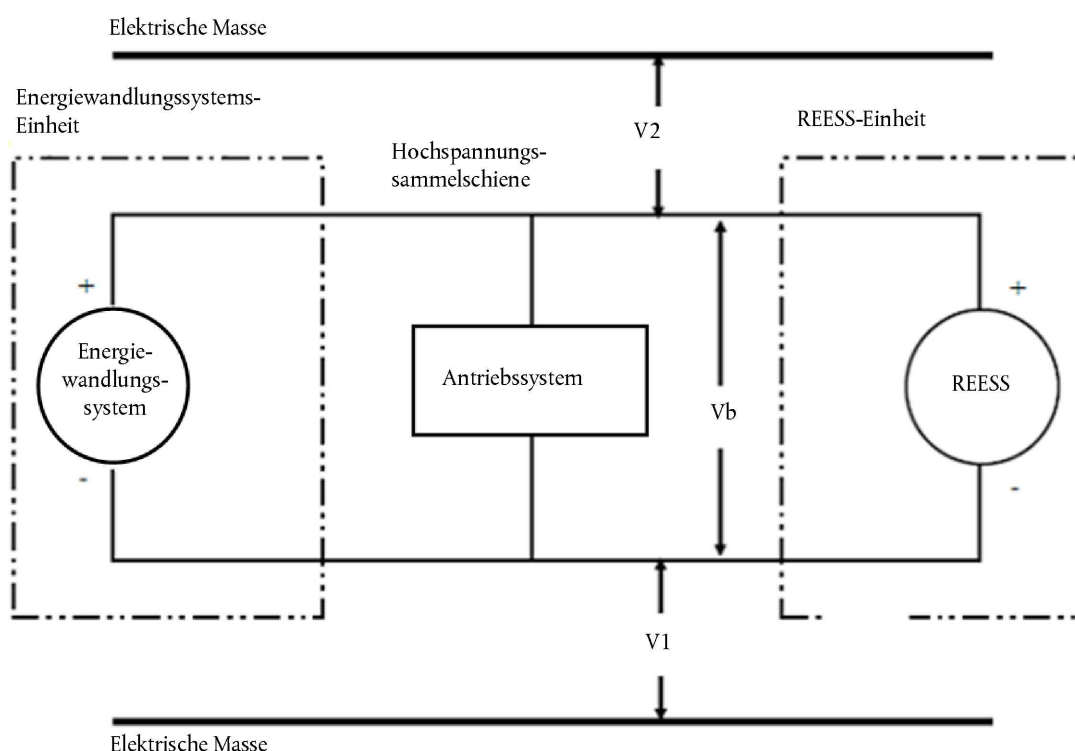 Elektrische Masse
Energiewandlungssystems-
Einheit
V2
REESS-Einheit
Hochspannungs-
sammelschiene
+
+
Energie-
wandlungs-
system
Antriebssystem
REESS
Vb
-
-
V1
Elektrische Masse